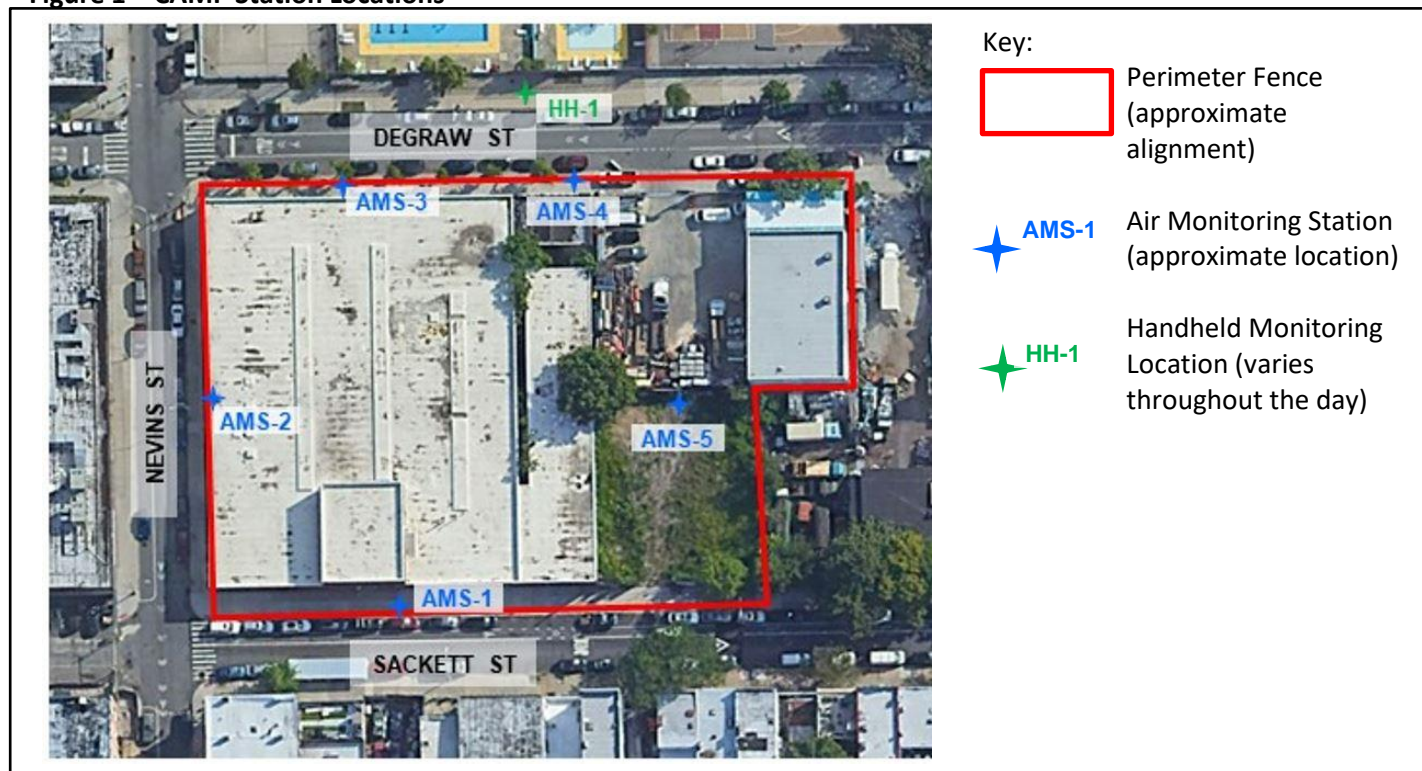 Figure 1 – CAMP Station Locations
Key:
Perimeter Fence
(approximate
alignment)
AMS-1
Air Monitoring Station
(approximate location)
HH-1
Handheld Monitoring
Location (varies
throughout the day)
HH-1
DEGRAW ST
AMS-3
AMS-4
AMS-2
NEVINS ST
AMS-5
AMS-1
SACKETT ST